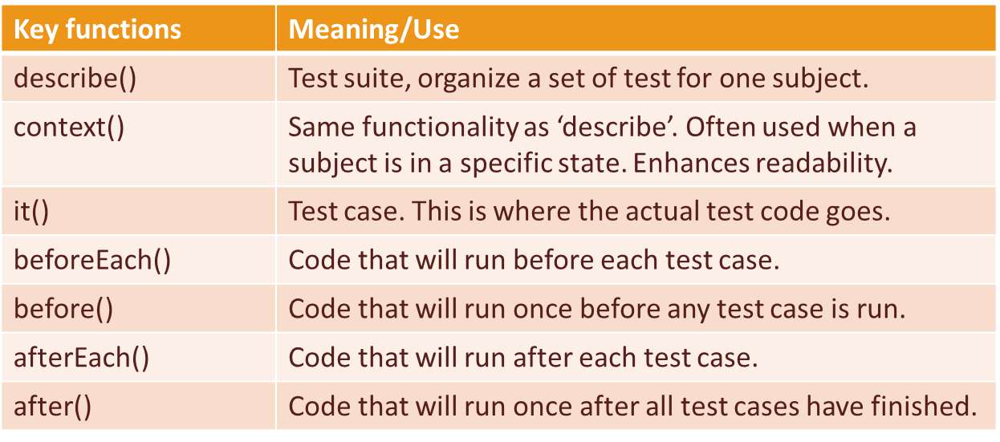 Key functions Meaning/Use
describe() Test suite, organize a set of test for one subject.
context() Same functionality as ‘describe’. Often used when a
subject is in a specific state. Enhances readability.
it() Test case. This is where the actual test code goes.
beforeEach() Code that will run before each test case.
before() Code that will run once before any test case is run.
afterEach() Code that will run after each test case.
after() Code that will run once after all test cases have finished.